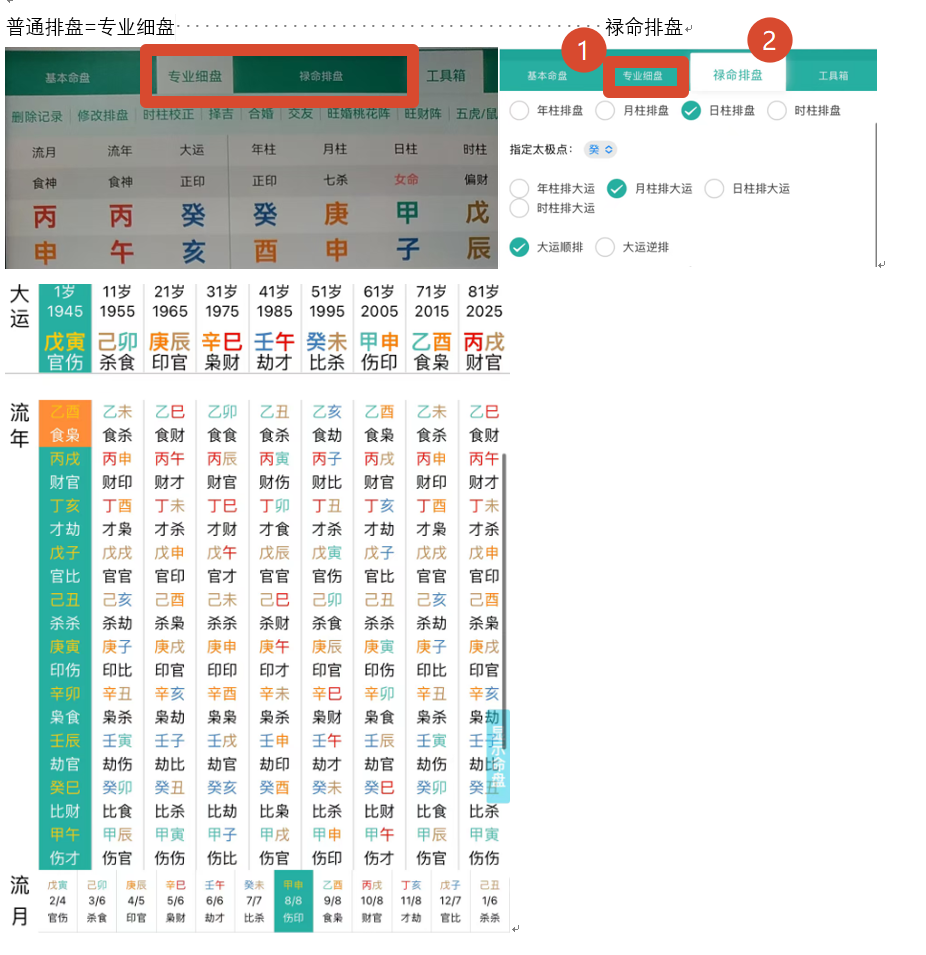 普通排盘=专业细盘 禄命排盘
1 2
基本命盘 专业细盘 禄命排盘 工具箱
删除记录 修改排盘 时柱校正 择吉 合婚 交友 旺婚桃花阵 旺财阵 五虎/鼠
流月 流年 大运 年柱 月柱 日柱 时柱
食神 食神 正印 正印 七杀 女命 偏财
丙 丙 癸 癸 庚 甲 戊
申 午 亥 酉 申 子 辰
基本命盘 专业细盘 禄命排盘 工具箱
年柱排盘 月柱排盘 日柱排盘 时柱排盘
指定太极点: 癸
年柱排大运 月柱排大运 日柱排大运
时柱排大运
大运顺排 大运逆排
大运
1岁 11岁 21岁 31岁 41岁 51岁 61岁 71岁 81岁
1945 1955 1965 1975 1985 1995 2005 2015 2025
戊寅 己卯 庚辰 辛巳 壬午 癸未 甲申 乙酉 丙戌
官伤 杀食 印官 枭财 劫才 比杀 伤印 食枭 财官
流年
乙酉 乙未 乙巳 乙卯 乙丑 乙亥 乙酉 乙未 乙巳
食枭 食杀 食财 食食 食杀 食劫 食枭 食杀 食财
丙戌 丙申 丙午 丙辰 丙寅 丙子 丙戌 丙申 丙午
财官 财印 财才 财官 财伤 财比 财官 财印 财才
丁亥 丁酉 丁未 丁巳 丁卯 丁丑 丁亥 丁酉 丁未
才劫 才枭 才杀 才财 才食 才杀 才劫 才枭 才杀
戊子 戊戌 戊申 戊午 戊辰 戊寅 戊子 戊戌 戊申
官比 官官 官印 官才 官官 官伤 官比 官官 官印
己丑 己亥 己酉 己未 己巳 己卯 己丑 己亥 己酉
杀杀 杀劫 杀枭 杀杀 杀财 杀食 杀杀 杀劫 杀枭
庚寅 庚子 庚戌 庚申 庚午 庚辰 庚寅 庚子 庚戌
印伤 印比 印官 印印 印才 印官 印伤 印比 印官
辛卯 辛丑 辛亥 辛酉 辛未 辛巳 辛卯 辛丑 辛亥
枭食 枭杀 枭劫 枭枭 枭杀 枭财 枭食 枭杀 枭劫
壬辰 壬寅 壬子 壬戌 壬申 壬午 壬辰 壬寅 壬子
劫官 劫伤 劫比 劫官 劫印 劫才 劫官 劫伤 劫比
癸巳 癸卯 癸丑 癸亥 癸酉 癸未 癸巳 癸卯 癸丑
比财 比食 比杀 比劫 比枭 比杀 比财 比食 比杀
甲午 甲辰 甲寅 甲子 甲戌 甲申 甲午 甲辰 甲寅
伤才 伤官 伤伤 伤比 伤官 伤印 伤才 伤官 伤伤
显示命盘
流月
戊寅 己卯 庚辰 辛巳 壬午 癸未 甲申 乙酉 丙戌 丁亥 戊子 己丑
2/4 3/6 4/5 5/6 6/6 7/7 8/8 9/8 10/8 11/8 12/7 1/6
官伤 杀食 印官 枭财 劫才 比杀 伤印 食枭 财官 才劫 官比 杀杀